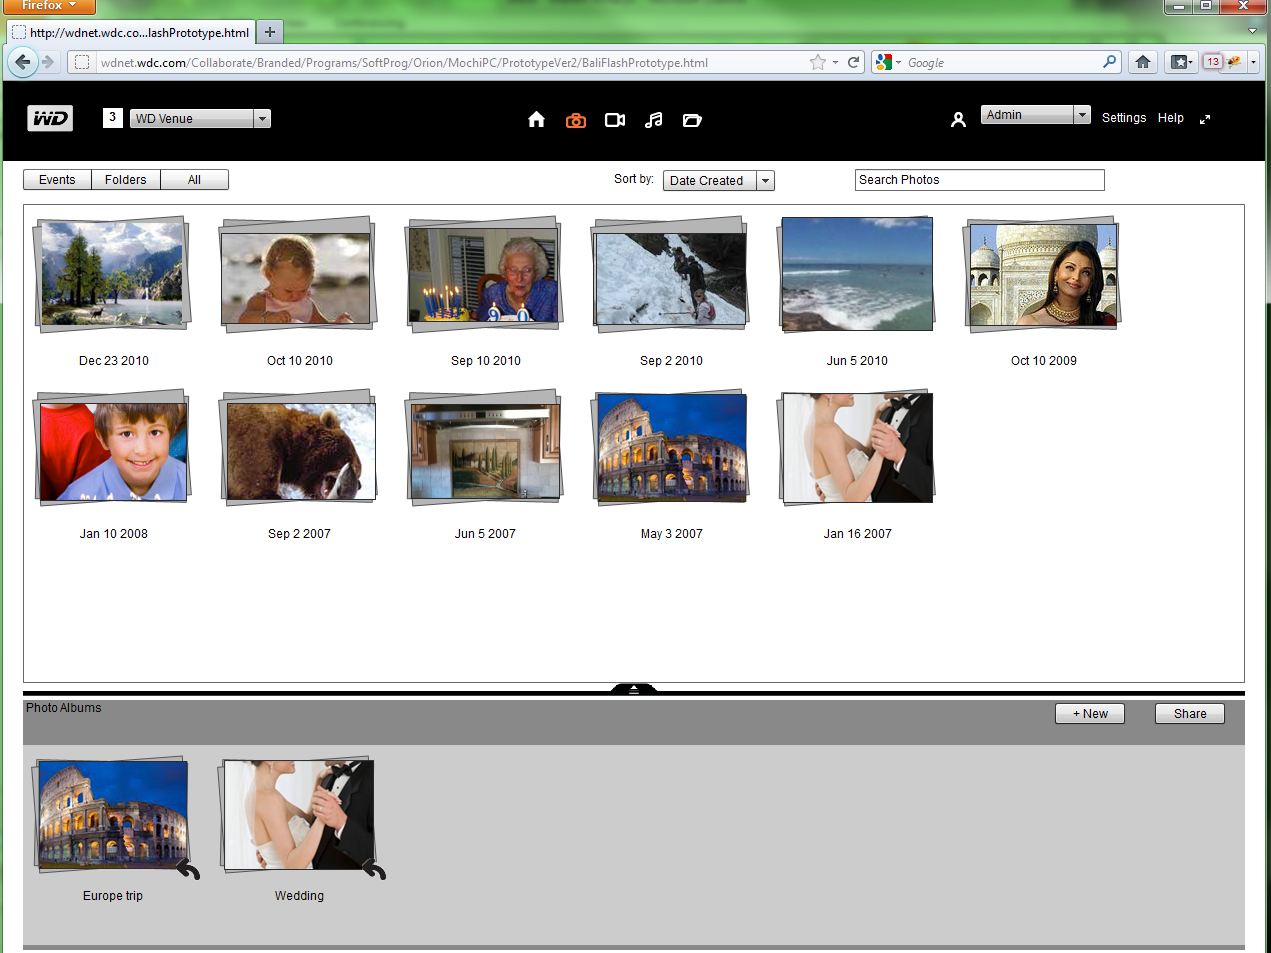 Firefox
http://wdnet.wdc.co...lashPrototype.html
wdnet.wdc.com/Collaborate/Branded/Programs/SoftProg/Orion/MochiPC/PrototypeVer2/BaliFlashPrototype.html
Google
13
WD
3
WD Venue
Admin
Settings
Help
Events
Folders
All
Sort by:
Date Created
Search Photos
90
Dec 23 2010
Oct 10 2010
Sep 10 2010
Sep 2 2010
Jun 5 2010
Oct 10 2009
Jan 10 2008
Sep 2 2007
Jun 5 2007
May 3 2007
Jan 16 2007
Photo Albums
+ New
Share
Europe trip
Wedding